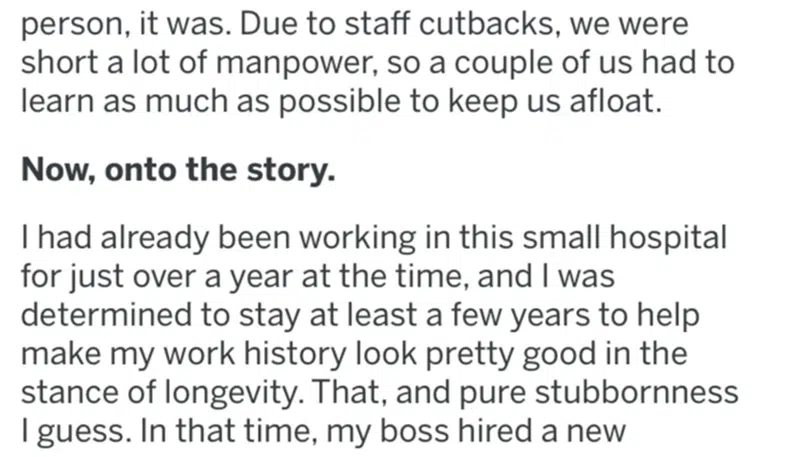 person, it was. Due to staff cutbacks, we were
short a lot of manpower, so a couple of us had to
learn as much as possible to keep us afloat.
Now, onto the story.
I had already been working in this small hospital
for just over a year at the time, and I was
determined to stay at least a few years to help
make my work history look pretty good in the
stance of longevity. That, and pure stubbornness
I guess. In that time, my boss hired a new